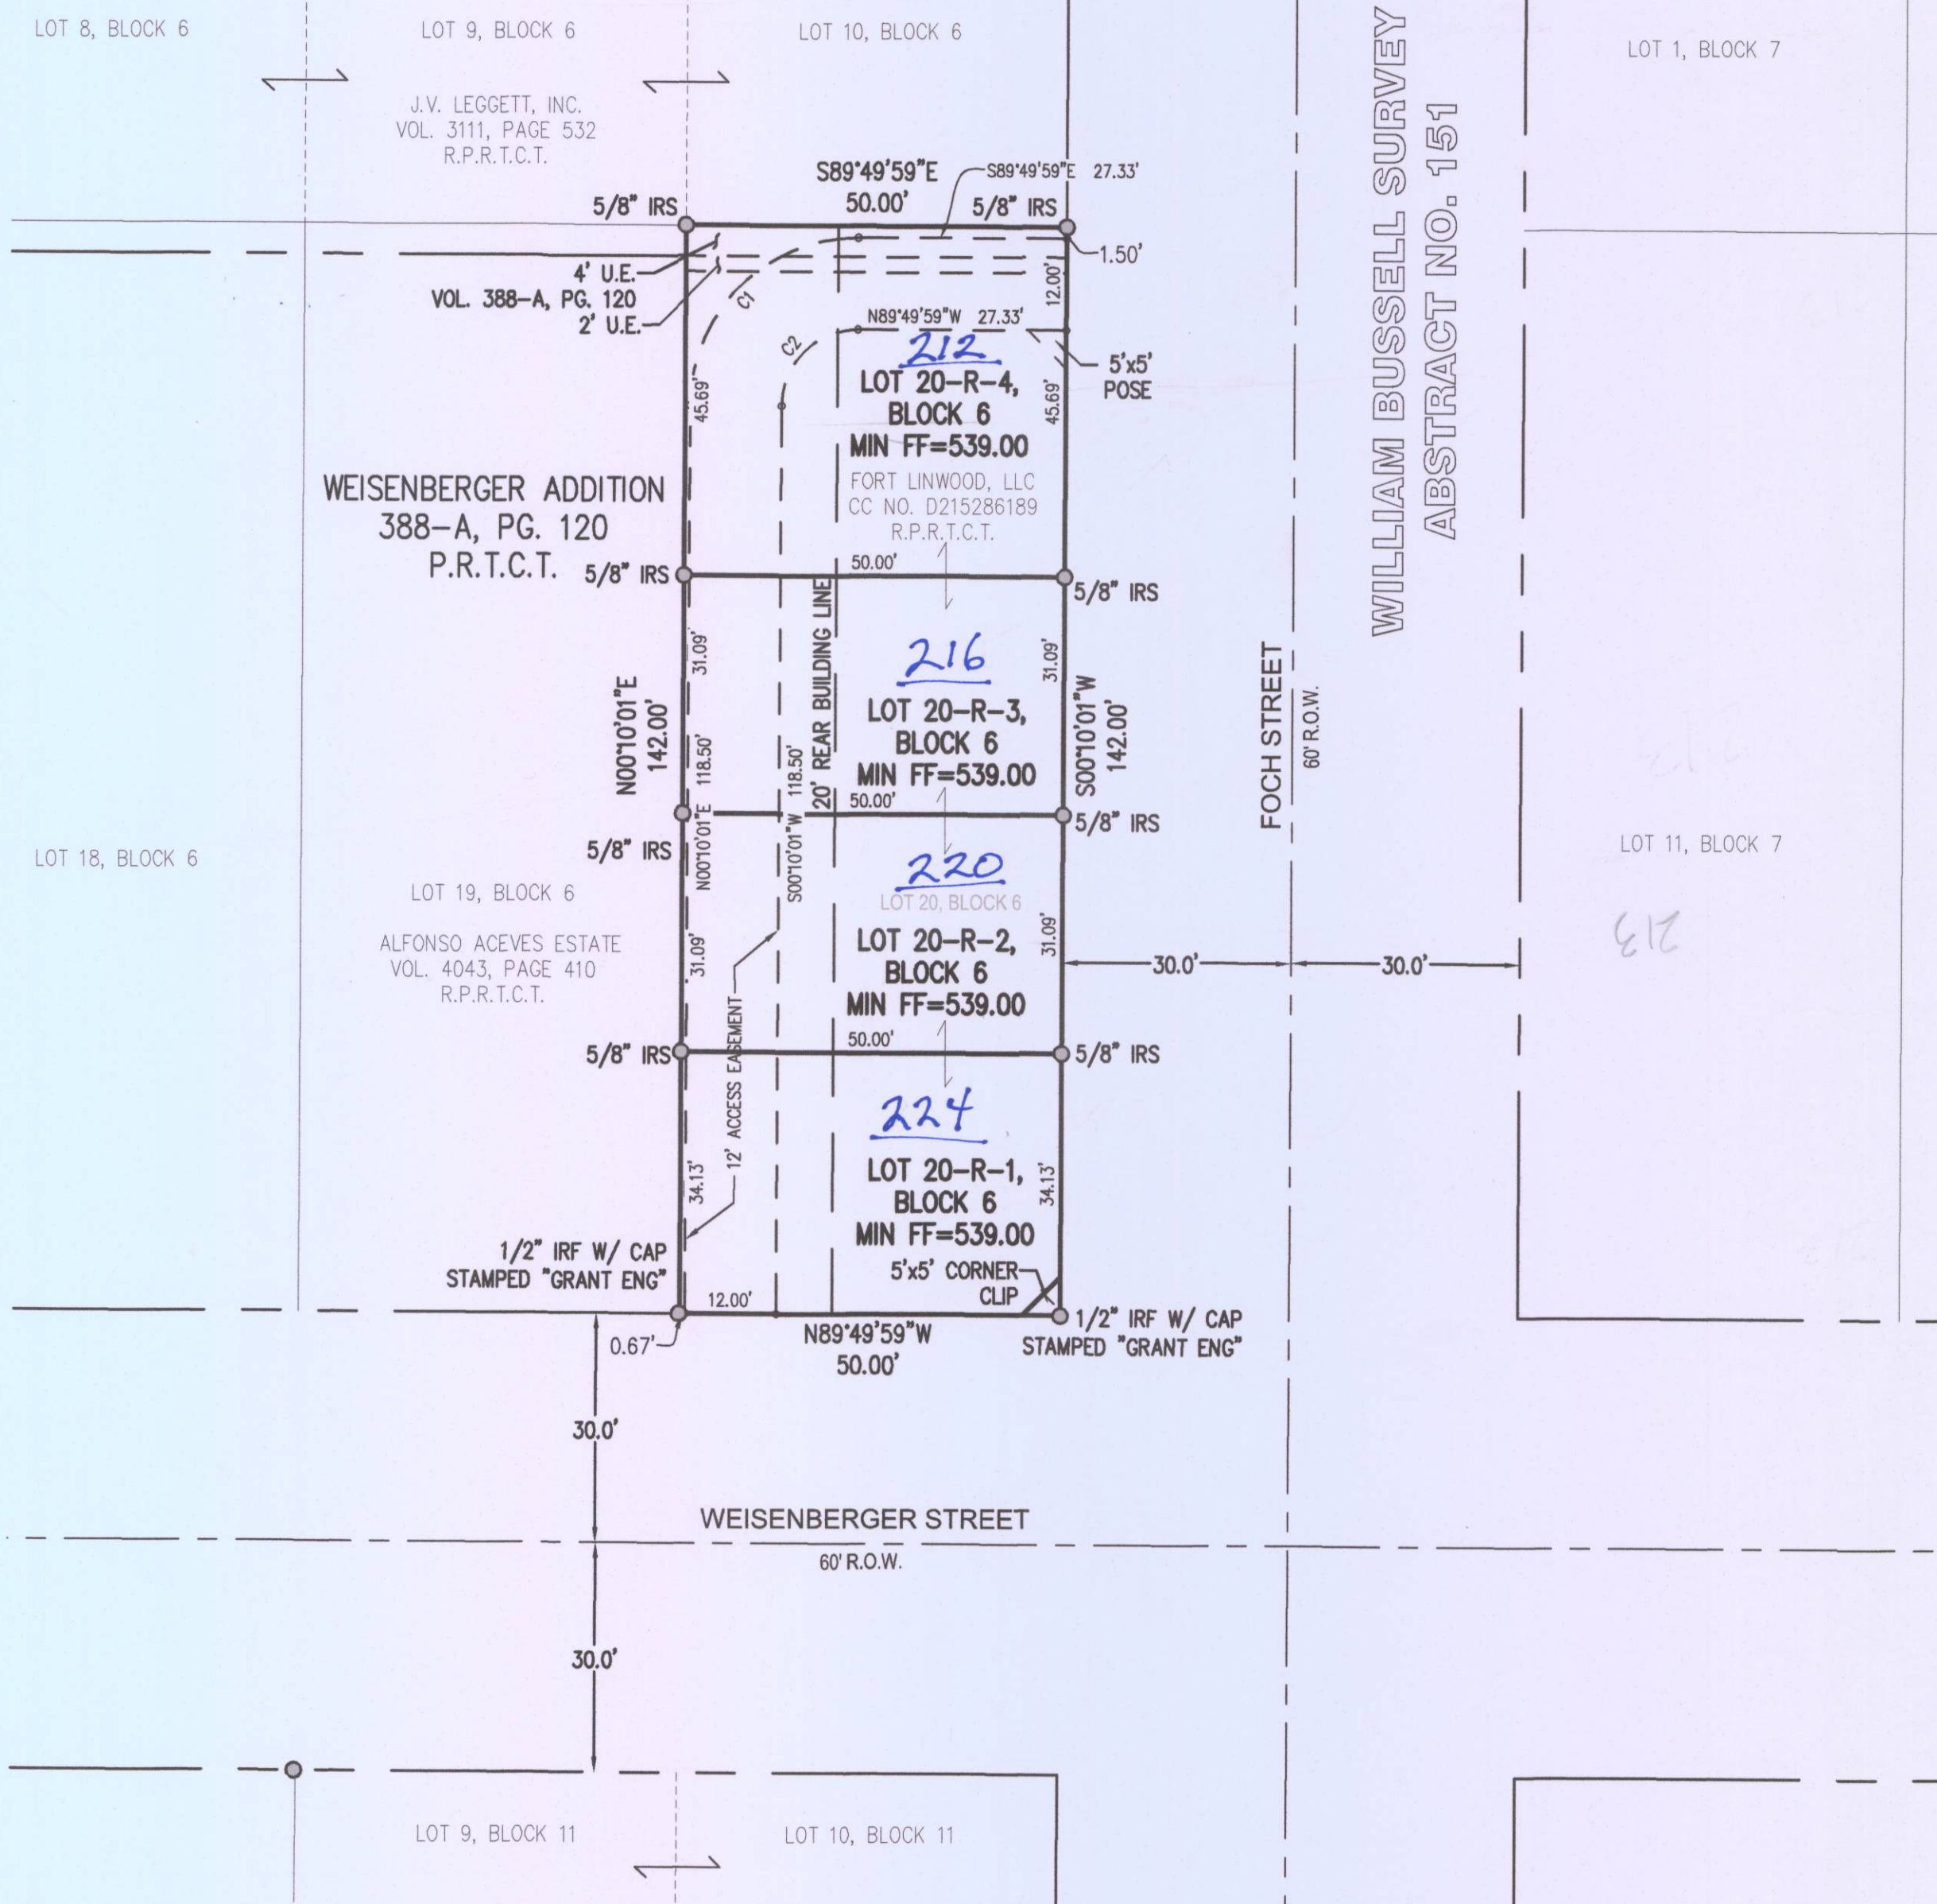 LOT 8, BLOCK 6
LOT 9, BLOCK 6
LOT 10, BLOCK 6
LOT 1, BLOCK 7
J.V. LEGGETT, INC.
VOL. 3111, PAGE 532
R.P.R.T.C.T.
WILLIAM BUSSELL SURVEY
ABSTRACT NO. 151
S89°49'59"E
50.00'
S89°49'59"E 27.33'
5/8" IRS
5/8" IRS
1.50'
4' U.E.
VOL. 388-A, PG. 120
2' U.E.
C1
12.00'
N89°49'59"W 27.33'
C2
212
5'x5'
POSE
LOT 20-R-4,
BLOCK 6
MIN FF=539.00
45.69'
45.69'
FORT LINWOOD, LLC
CC NO. D215286189
R.P.R.T.C.T.
WEISENBERGER ADDITION
388-A, PG. 120
P.R.T.C.T.
5/8" IRS
50.00'
5/8" IRS
20' REAR BUILDING LINE
31.09'
216
31.09'
LOT 20-R-3,
BLOCK 6
MIN FF=539.00
N00°10'01"E
142.00'
N00°10'01"E 118.50'
S00°10'01"W 118.50'
S00°10'01"W
142.00'
FOCH STREET
60' R.O.W.
50.00'
5/8" IRS
5/8" IRS
LOT 18, BLOCK 6
LOT 11, BLOCK 7
LOT 19, BLOCK 6
220
LOT 20, BLOCK 6
213
ALFONSO ACEVES ESTATE
VOL. 4043, PAGE 410
R.P.R.T.C.T.
31.09'
LOT 20-R-2,
BLOCK 6
MIN FF=539.00
31.09'
30.0'
30.0'
5/8" IRS
50.00'
5/8" IRS
12' ACCESS EASEMENT
224
34.13'
LOT 20-R-1,
BLOCK 6
MIN FF=539.00
34.13'
1/2" IRF W/ CAP
STAMPED "GRANT ENG"
5'x5' CORNER
CLIP
12.00'
0.67'
N89°49'59"W
50.00'
1/2" IRF W/ CAP
STAMPED "GRANT ENG"
30.0'
WEISENBERGER STREET
60' R.O.W.
30.0'
LOT 9, BLOCK 11
LOT 10, BLOCK 11